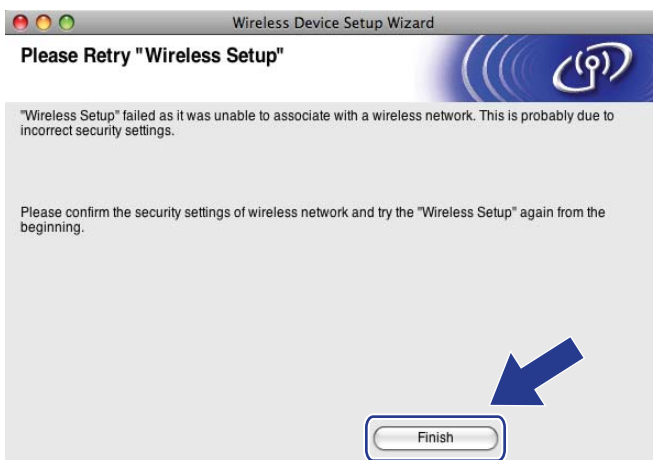 Wireless Device Setup Wizard
Please Retry "Wireless Setup"
"Wireless Setup" failed as it was unable to associate with a wireless network. This is probably due to
incorrect security settings.
Please confirm the security settings of wireless network and try the "Wireless Setup" again from the
beginning.
Finish